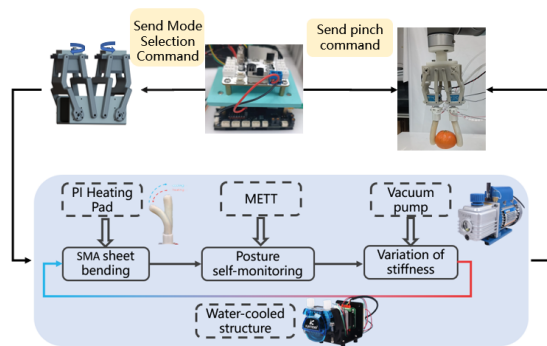 Send Mode
Selection
Command
Send pinch
command
PI Heating
Pad
METT
Vacuum
pump
SMA sheet
bending
Posture
self-monitoring
Variation of
stiffness
Water-cooled
structure